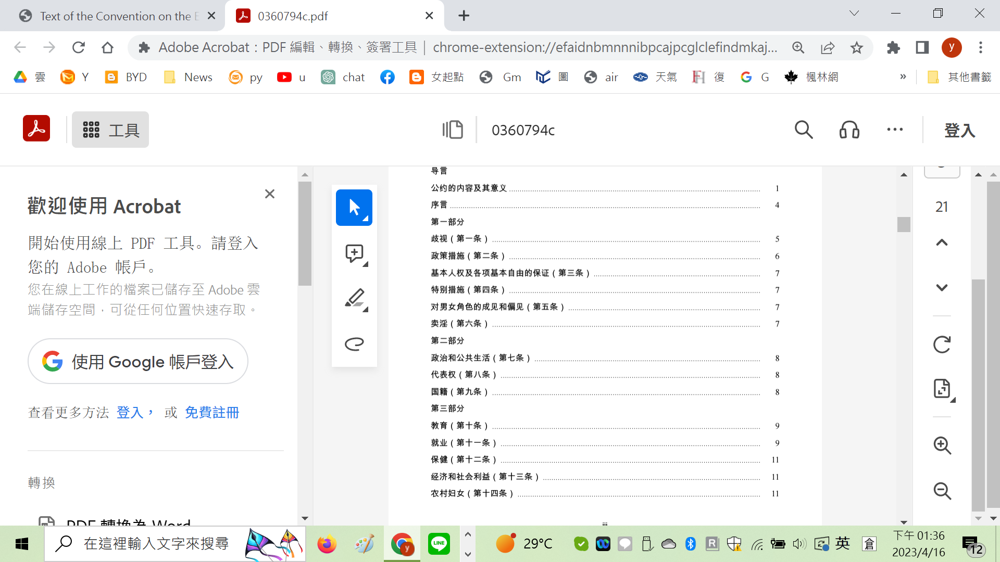 Text of the Convention on the E
0360794c.pdf
Adobe Acrobat：PDF 編輯、轉換、簽署工具 | chrome-extension://efaidnbmnnnibpcajpcglclefindmkaj...
y
雲
Y
BYD
News
py
u
chat
女起點
Gm
圖
air
天氣
復
G
楓林網
»
其他書籤
工具
0360794c
登入
歡迎使用 Acrobat
開始使用線上 PDF 工具。請登入
您的 Adobe 帳戶。
您在線上工作的檔案已儲存至 Adobe 雲
端儲存空間，可從任何位置快速存取。
使用 Google 帳戶登入
查看更多方法 登入， 或 免費註冊
轉換
PDF 轉換為 Word
导言
公约的内容及其意义 1
序言 4
第一部分
歧视（第一条） 5
政策措施（第二条） 6
基本人权及各项基本自由的保证（第三条） 7
特别措施（第四条） 7
对男女角色的成见和偏见（第五条） 7
卖淫（第六条） 7
第二部分
政治和公共生活（第七条） 8
代表权（第八条） 8
国籍（第九条） 8
第三部分
教育（第十条） 9
就业（第十一条） 9
保健（第十二条） 11
经济和社会利益（第十三条） 11
农村妇女（第十四条） 11
iii
21
在這裡輸入文字來搜尋
y
LINE
29°C
R
英
倉
下午 01:36
2023/4/16
12